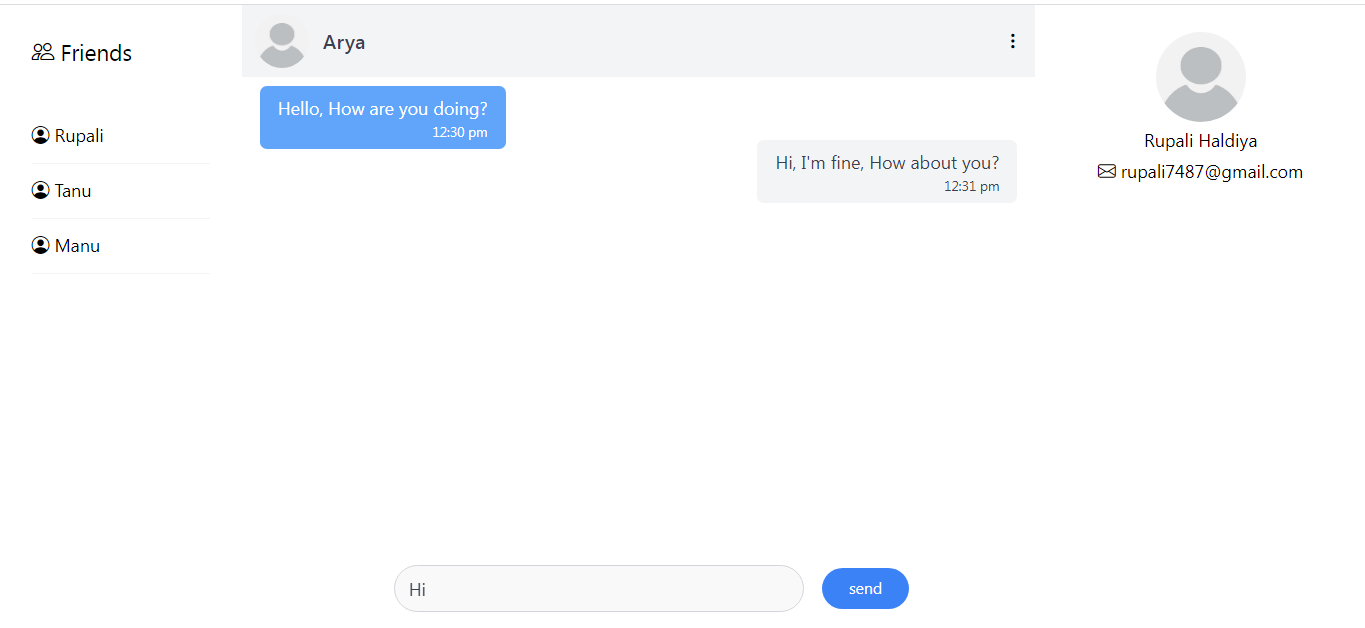 Friends
Rupali
Tanu
Manu
Arya
Hello, How are you doing?
12:30 pm
Hi, I'm fine, How about you?
12:31 pm
Hi
send
Rupali Haldiya
rupali7487@gmail.com